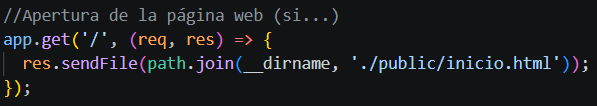 //Apertura de la página web (si...)
app.get('/', (req, res) => {
  res.sendFile(path.join(__dirname, './public/inicio.html'));
});